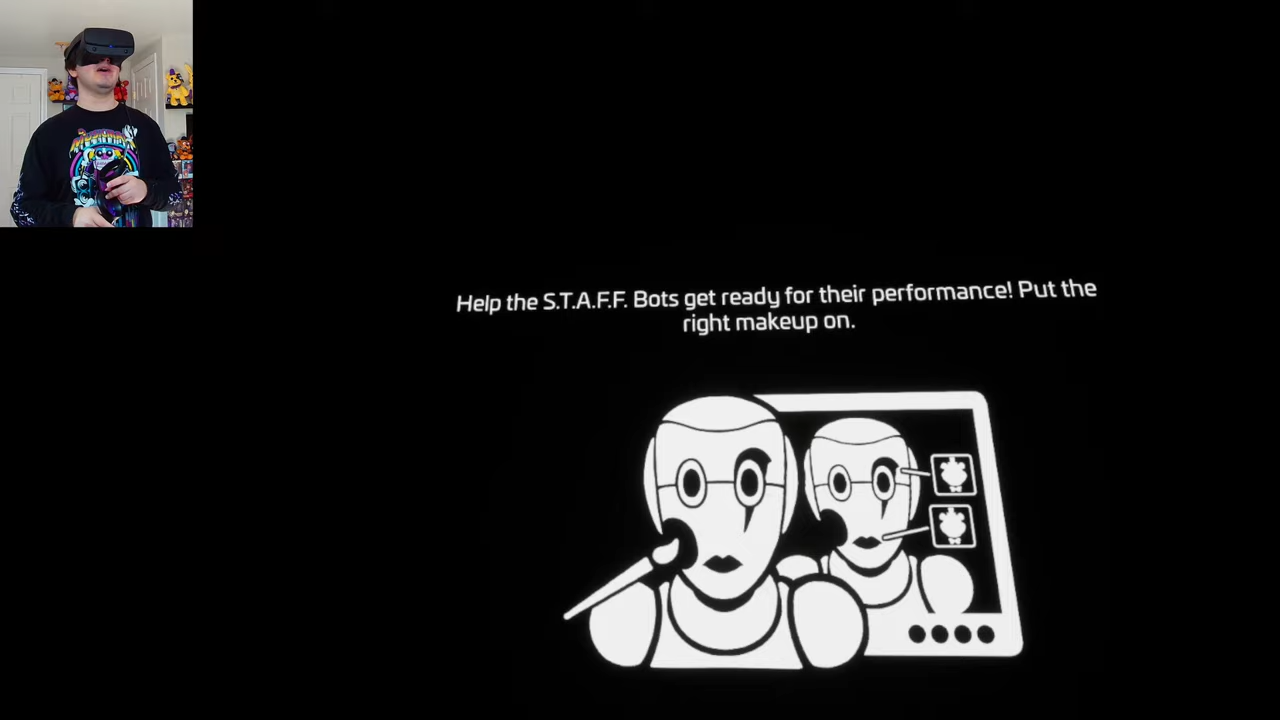 Help the S.T.A.F.F. Bots get ready for their performance! Put the
right makeup on.